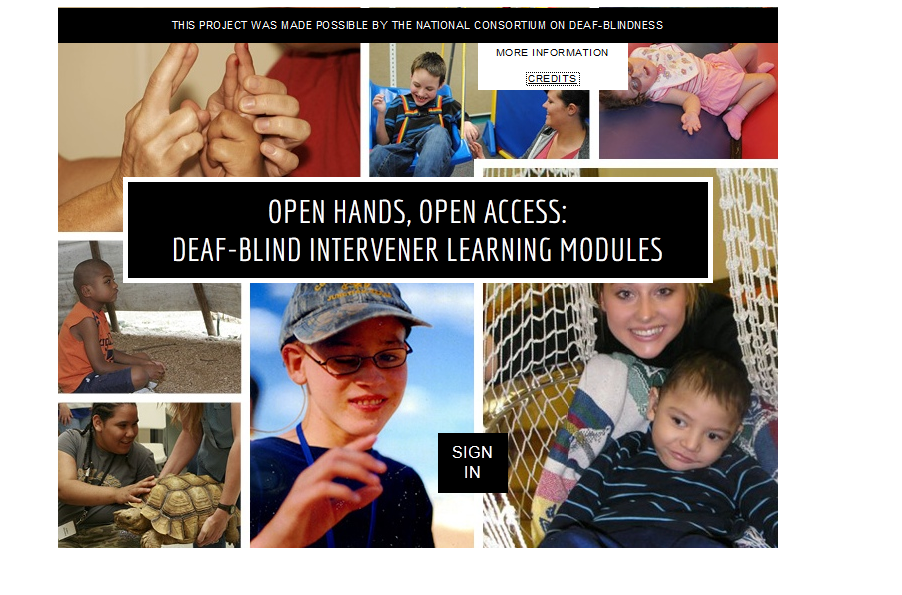 THIS PROJECT WAS MADE POSSIBLE BY THE NATIONAL CONSORTIUM ON DEAF-BLINDNESS
MORE INFORMATION
CREDITS
OPEN HANDS, OPEN ACCESS:
DEAF-BLIND INTERVENER LEARNING MODULES
SIGN
IN